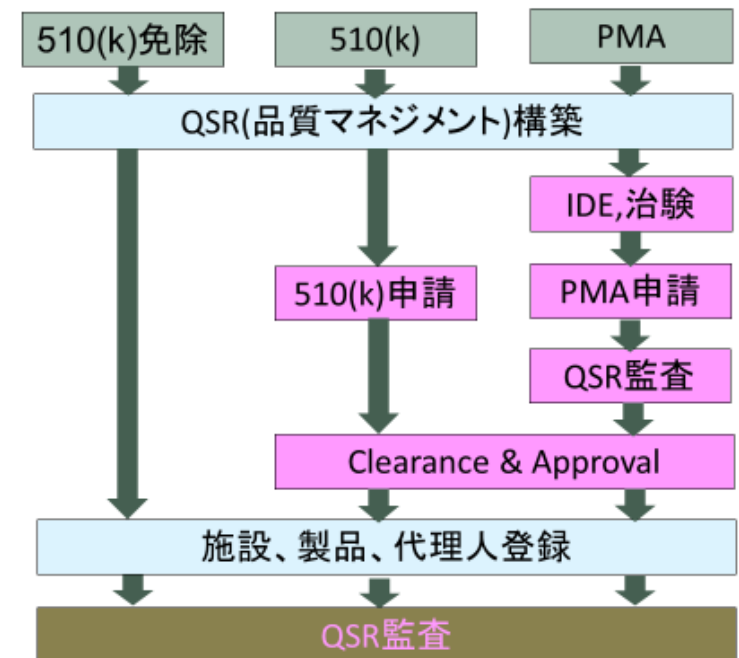 510(k)免除
510(k)
PMA
QSR(品質マネジメント)構築
IDE,治験
510(k)申請
PMA申請
QSR監査
Clearance & Approval
施設、製品、代理人登録
QSR監査